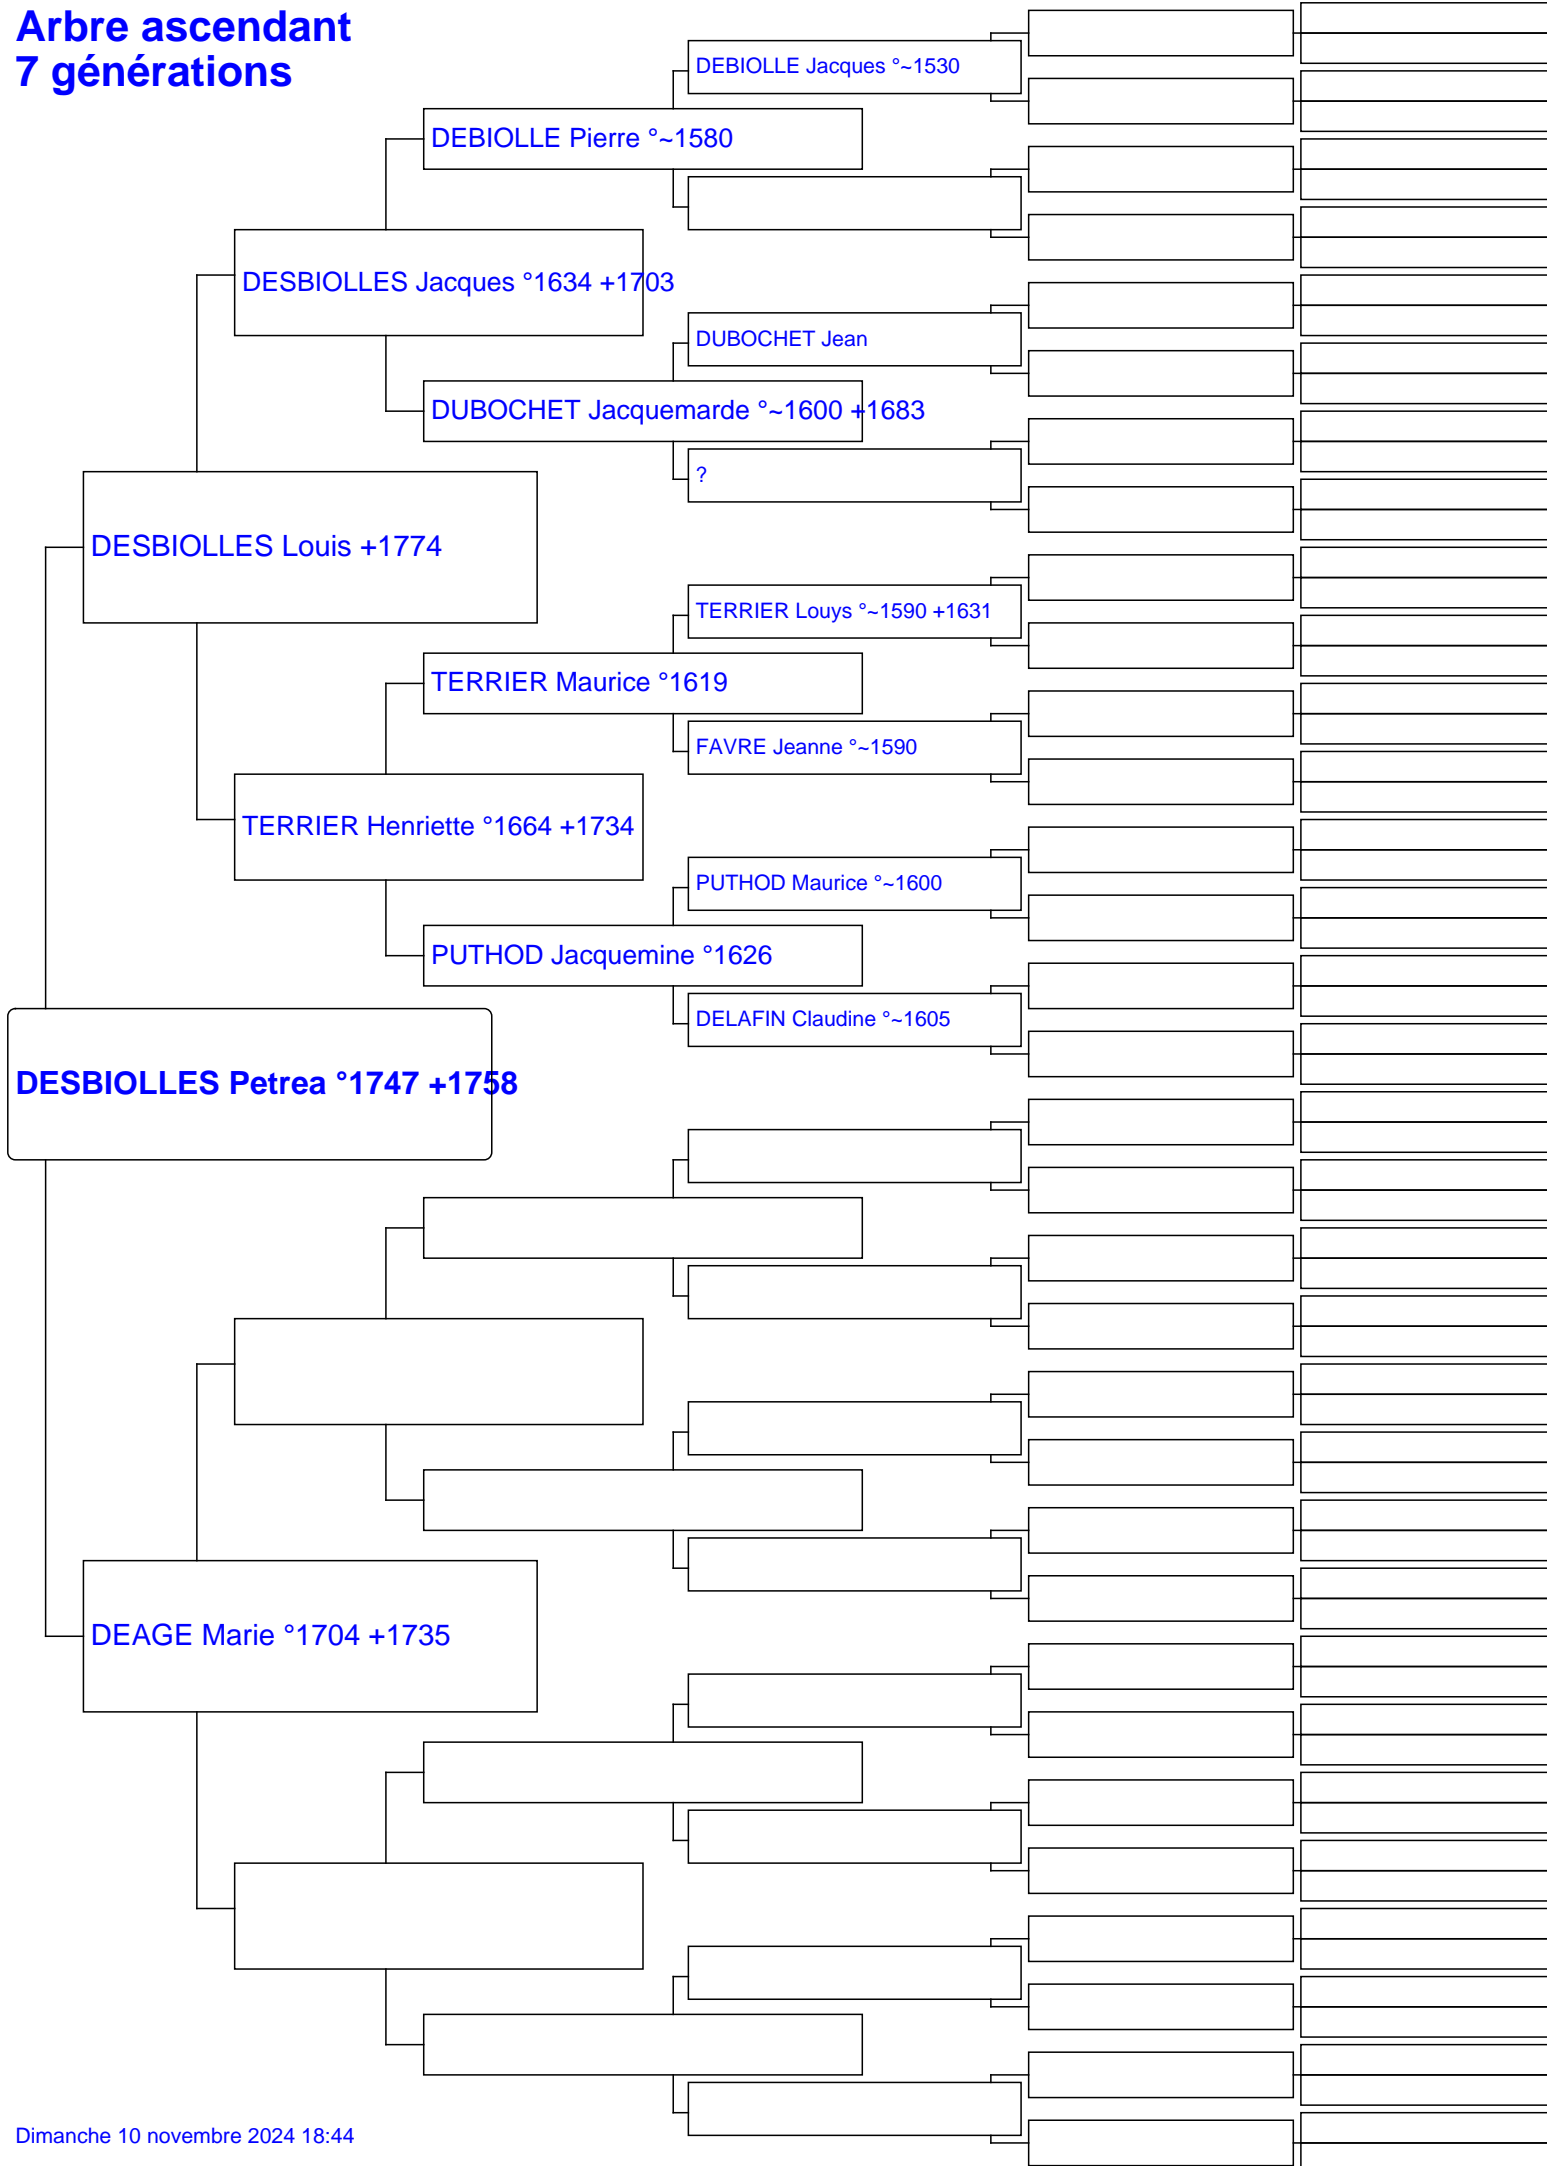 Arbre ascendant
7 générations
DEBIOLLE Jacques °~1530
DEBIOLLE Pierre °~1580
DESBIOLLES Jacques °1634 +1703
DUBOCHET Jean
DUBOCHET Jacquemarde °~1600 +1683
?
DESBIOLLES Louis +1774
TERRIER Louys °~1590 +1631
TERRIER Maurice °1619
FAVRE Jeanne °~1590
TERRIER Henriette °1664 +1734
PUTHOD Maurice °~1600
PUTHOD Jacquemine °1626
DELAFIN Claudine °~1605
DESBIOLLES Petrea °1747 +1758
DEAGE Marie °1704 +1735
Dimanche 10 novembre 2024 18:44